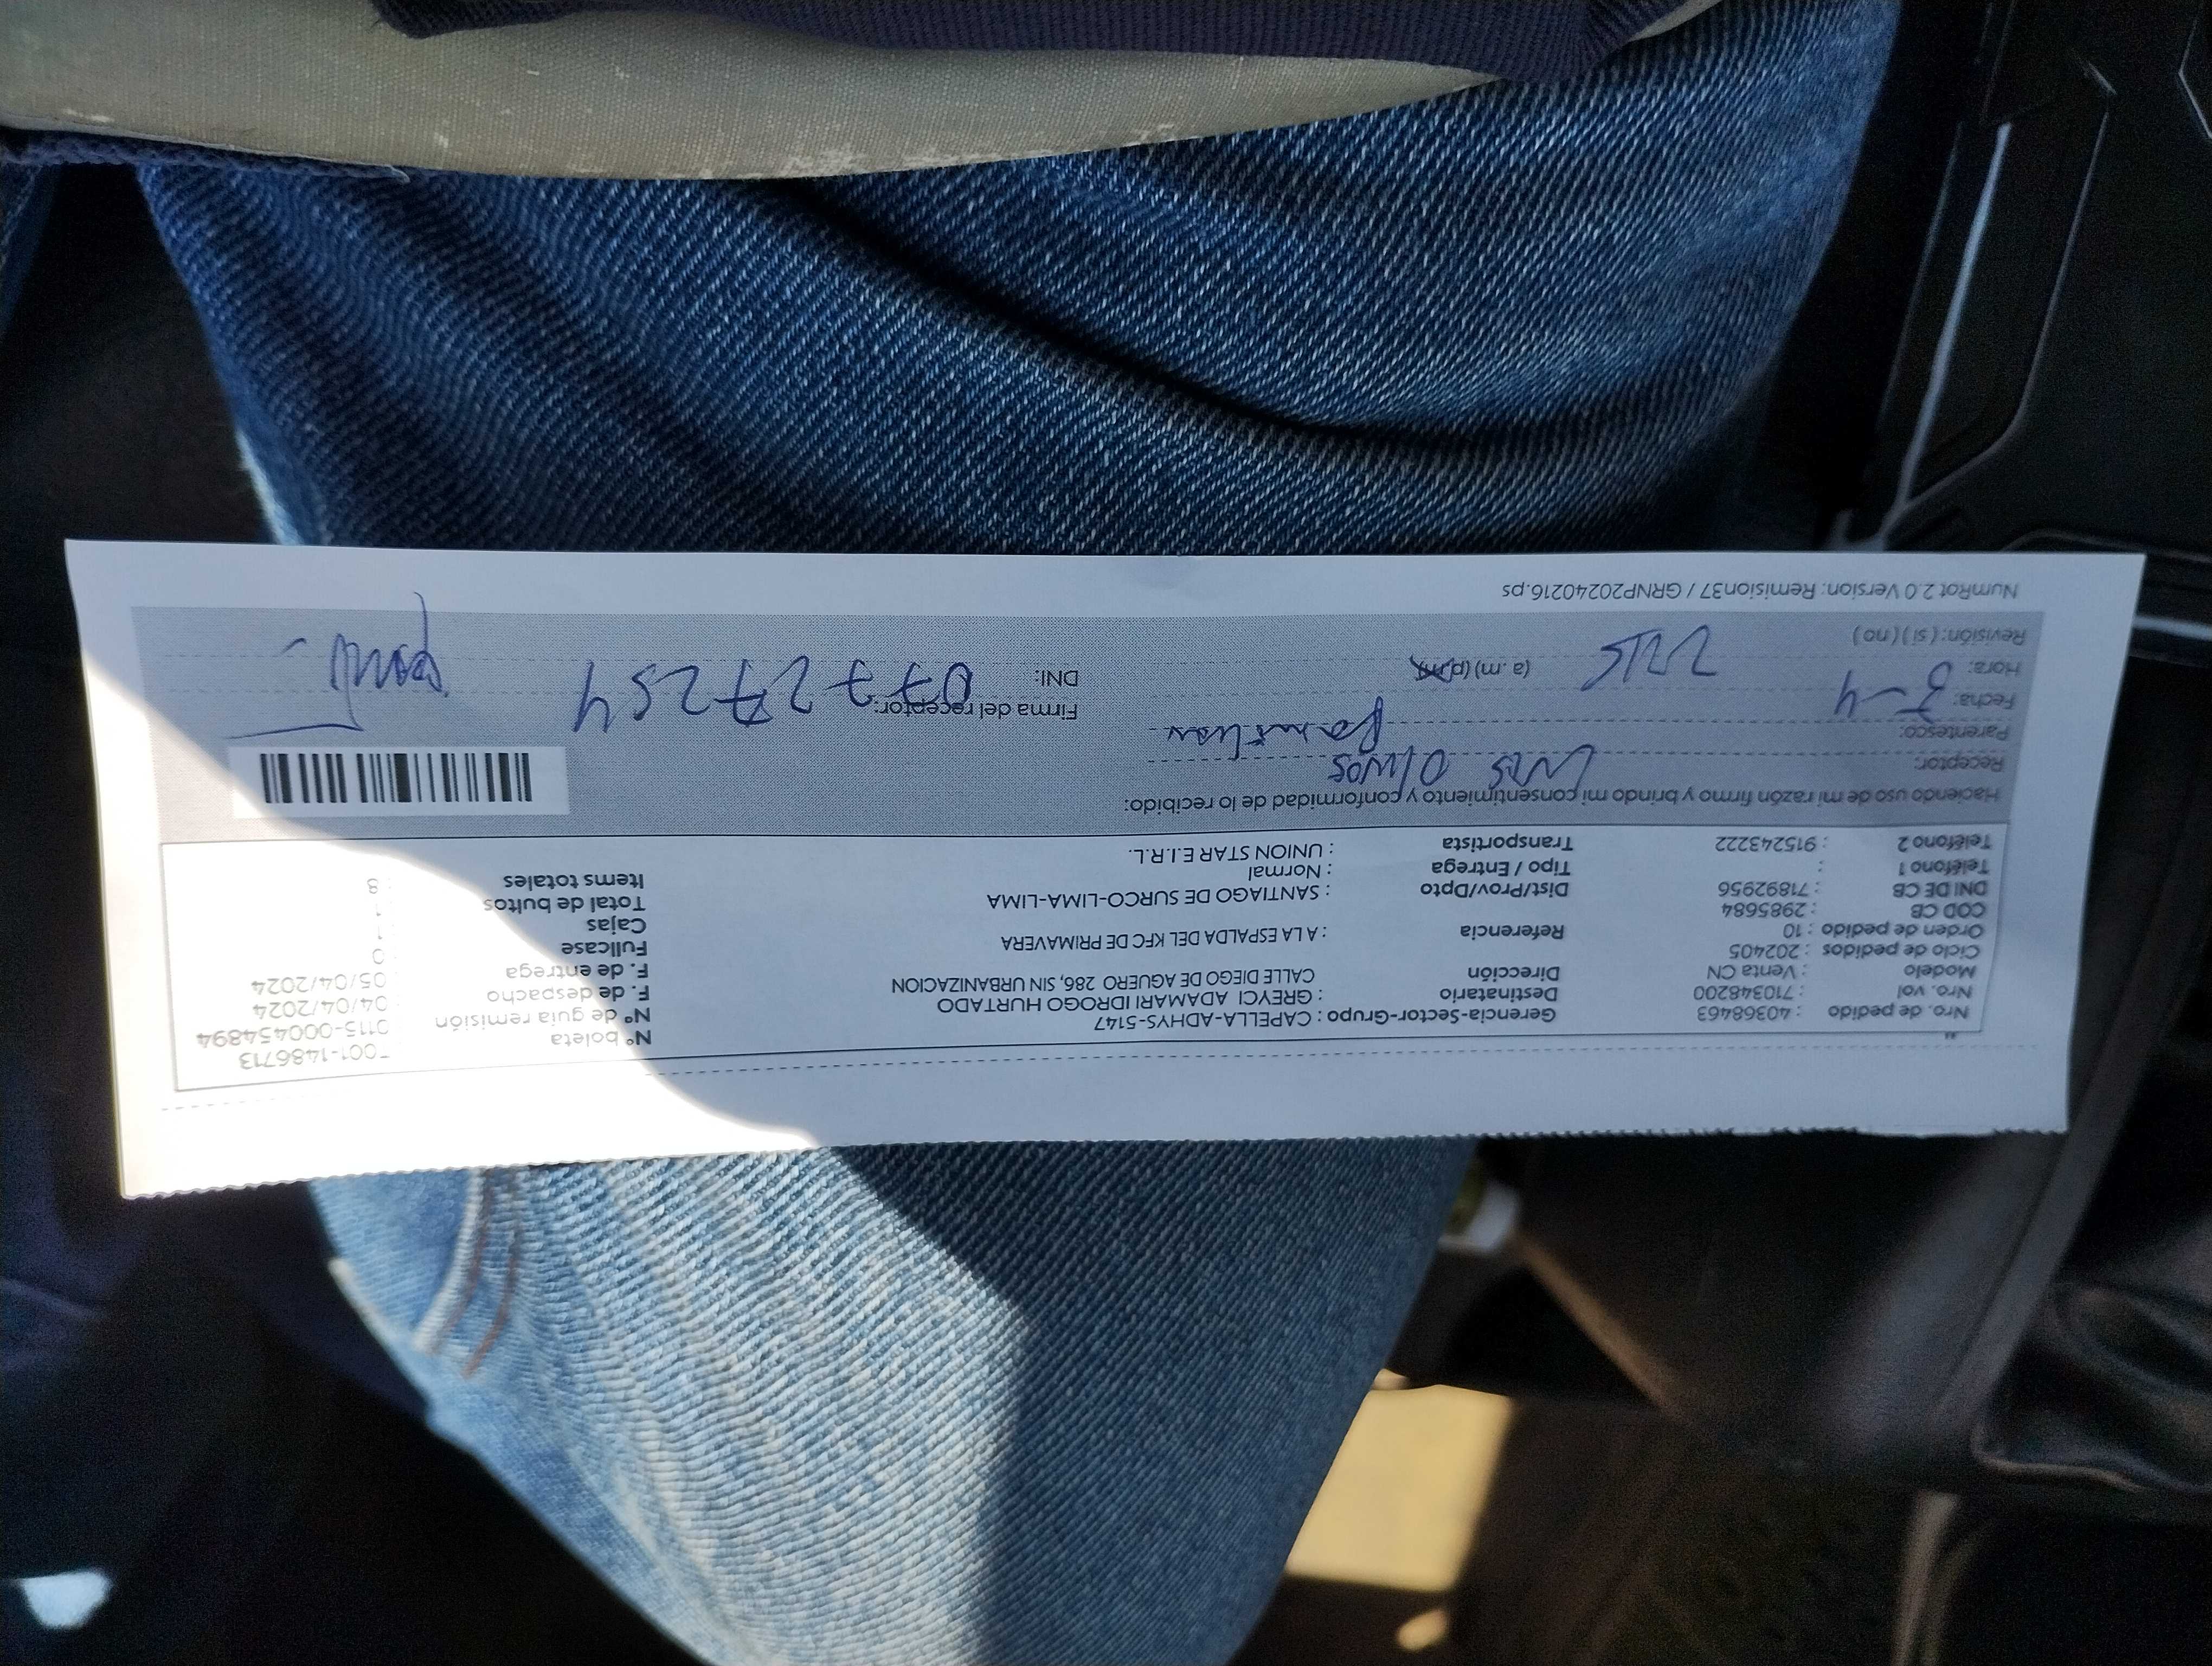 Nro. de pedido : 40368463 Gerencia-Sector-Grupo : CAPELLA-ADHYS-5147 N° boleta 001-1486713
Nro. vol : 710348200 Destinatario : GREYCI ADAMARI IDROGO HURTADO N° de guia remisión 0115-000454894
Modelo : Venta CN Dirección CALLE DIEGO DE AGUERO 286, SIN URBANIZACION F. de despacho : 04/04/2024
Ciclo de pedidos : 202405 F. de entrega : 05/04/2024
Orden de pedido : 10 Referencia : A LA ESPALDA DEL KFC DE PRIMAVERA Fullcase : 0
COD CB : 2985684 Cajas : 1
DNI DE CB : 71892956 Dist/Prov/Dpto : SANTIAGO DE SURCO-LIMA-LIMA Total de bultos : 1
Teléfono 1 : Tipo / Entrega : Normal Items totales : 8
Teléfono 2 : 915243222 Transportista : UNION STAR E.I.R.L.
Haciendo uso de mi razón firmo y brindo mi consentimiento y conformidad de lo recibido:
Receptor: Luis Olivos
Parentesco: familiar
Fecha: 5-4 Firma del receptor:
Hora: (a.m) (p.m) DNI: 07727254
Revisión: ( si ) ( no )
NumRot 2.0 Version: Remision37 / GRNP20240216.ps